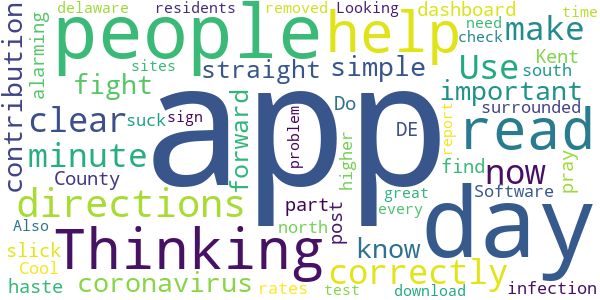 delaware residents removed Looking dashboard need time
contribution alarming people help make check
sites fight straight simple Use Kent south
important surrounded
clear suck sign app Do DE read report
minute forward problem higher find now Software pray
County part day
directions post north great every
Also Thinking know correctly
slick Cool
haste coronavirus rates test download infection